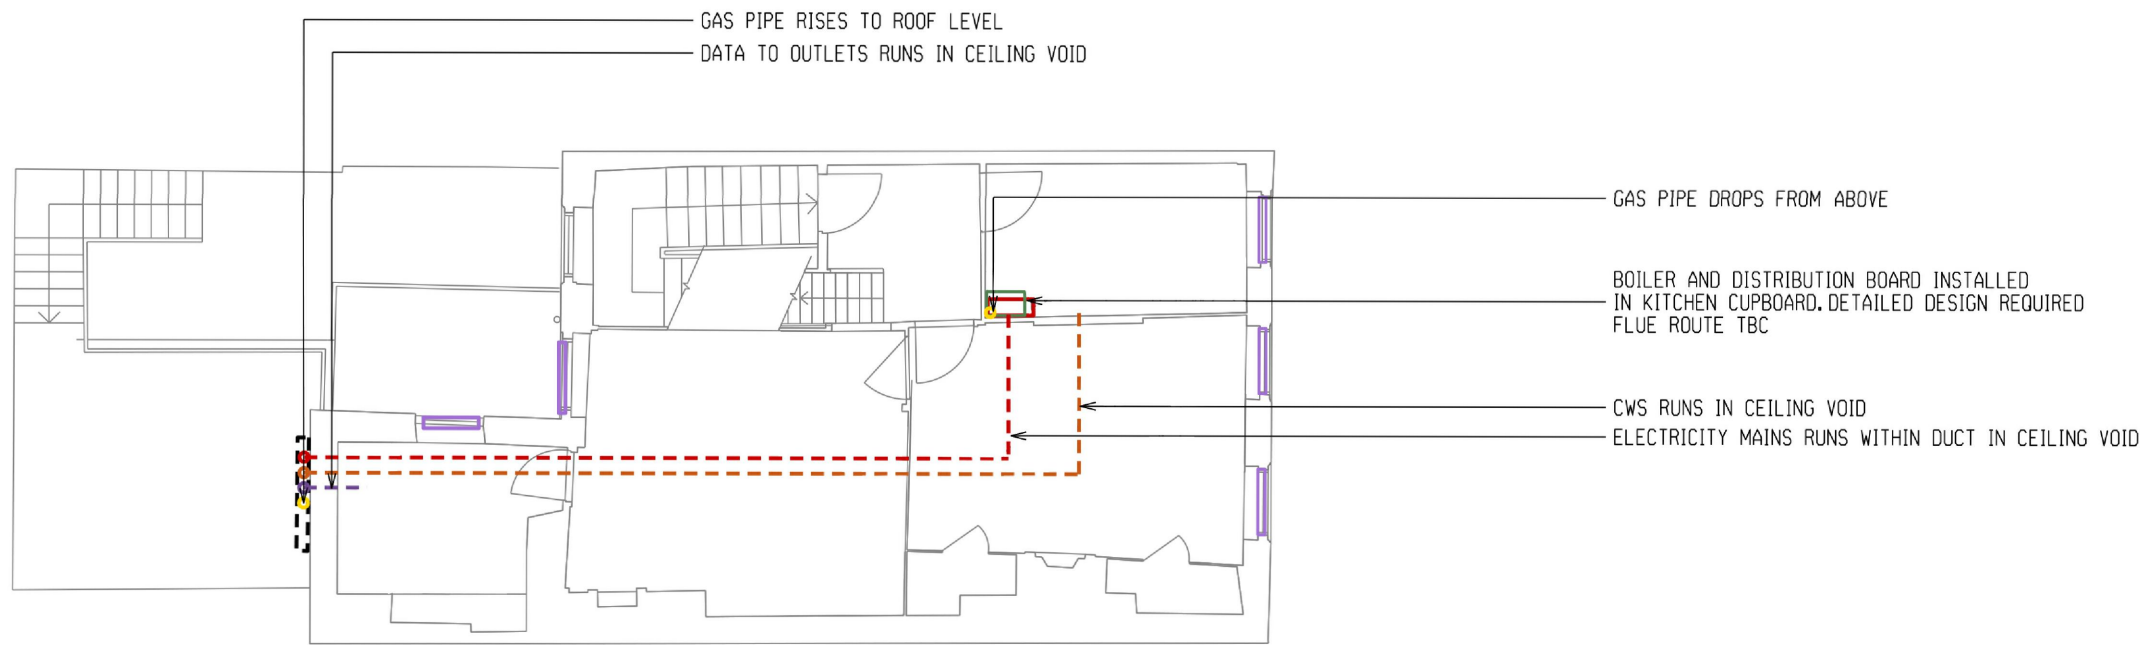 GAS PIPE RISES TO ROOF LEVEL
DATA TO OUTLETS RUNS IN CEILING VOID
GAS PIPE DROPS FROM ABOVE
BOILER AND DISTRIBUTION BOARD INSTALLED
IN KITCHEN CUPBOARD. DETAILED DESIGN REQUIRED
FLUE ROUTE TBC
CWS RUNS IN CEILING VOID
ELECTRICITY MAINS RUNS WITHIN DUCT IN CEILING VOID